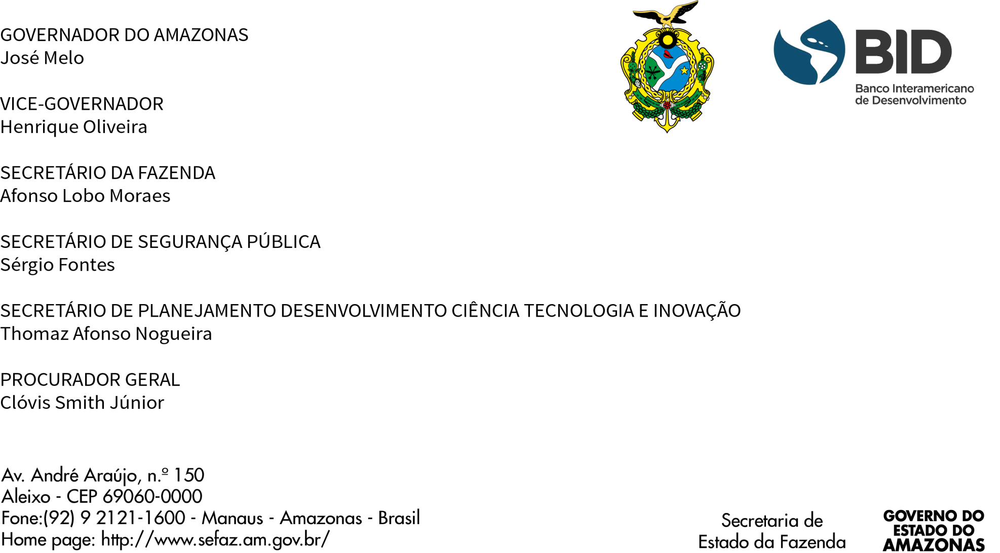 GOVERNADOR DO AMAZONAS
José Melo
VICE-GOVERNADOR
Henrique Oliveira
SECRETÁRIO DA FAZENDA
Afonso Lobo Moraes
SECRETÁRIO DE SEGURANÇA PÚBLICA
Sérgio Fontes
SECRETÁRIO DE PLANEJAMENTO DESENVOLVIMENTO CIÊNCIA TECNOLOGIA E INOVAÇÃO
Thomaz Afonso Nogueira
PROCURADOR GERAL
Clóvis Smith Júnior
BID
Banco Interamericano
de Desenvolvimento
Av. André Araújo, n.º 150
Aleixo - CEP 69060-0000
Fone:(92) 9 2121-1600 - Manaus - Amazonas - Brasil
Home page: http://www.sefaz.am.gov.br/
Secretaria de
Estado da Fazenda
GOVERNO DO
ESTADO DO
AMAZONAS